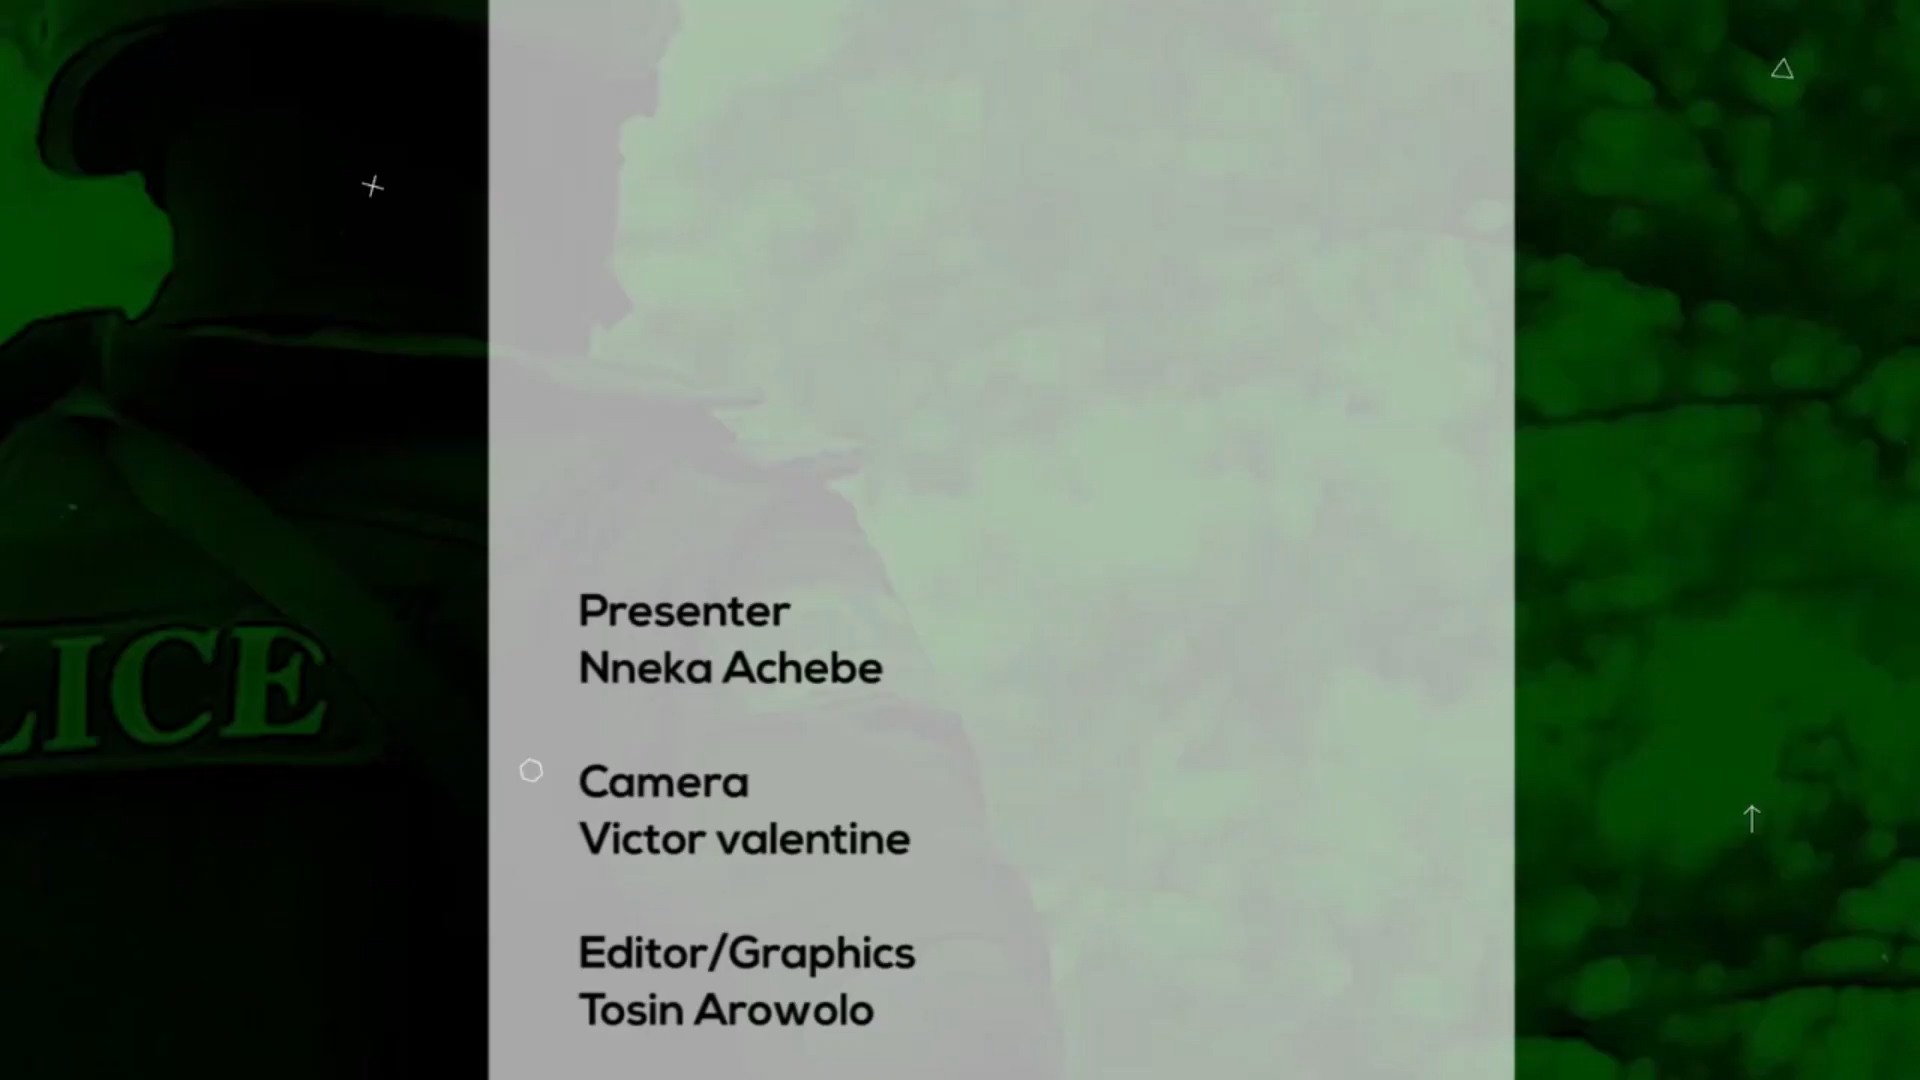 LICE
Presenter
Nneka Achebe
Camera
Victor valentine
Editor/Graphics
Tosin Arowolo